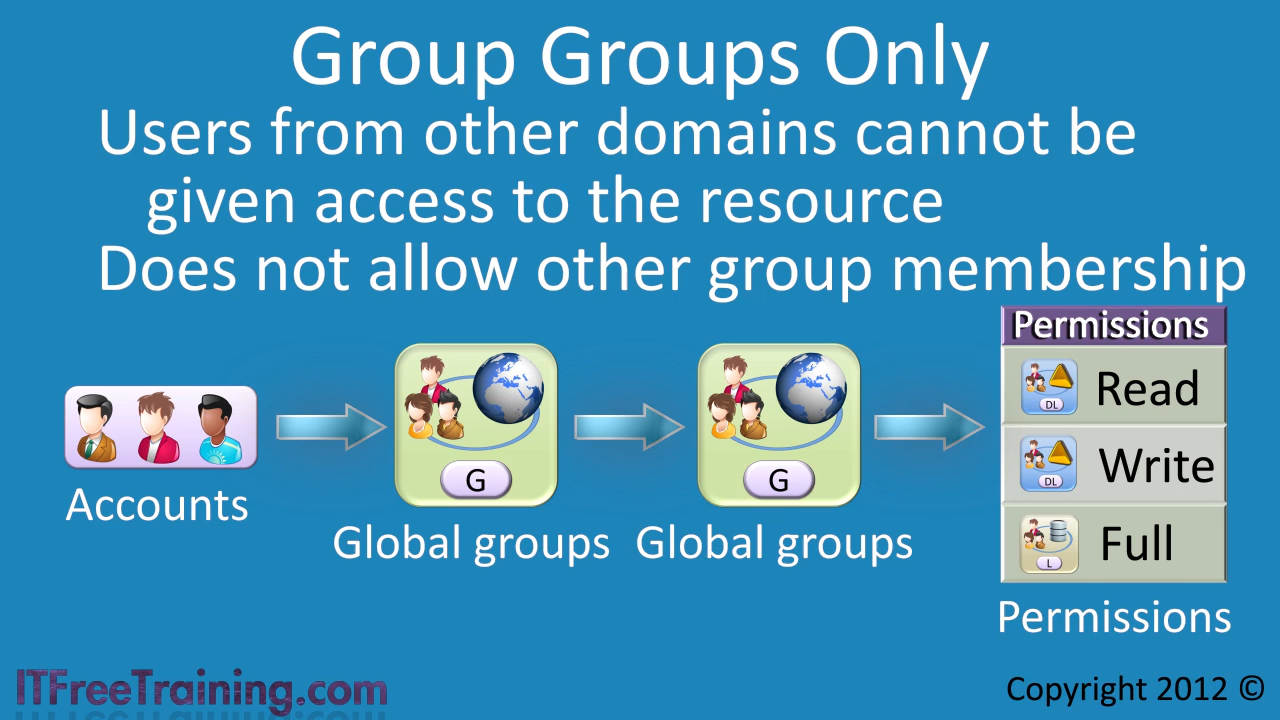 Group Groups Only
Users from other domains cannot be
given access to the resource
Does not allow other group membership
Permissions
DL Read
DL Write
L Full
G
G
Accounts
Global groups
Global groups
Permissions
ITFreeTraining.com
Copyright 2012 ©